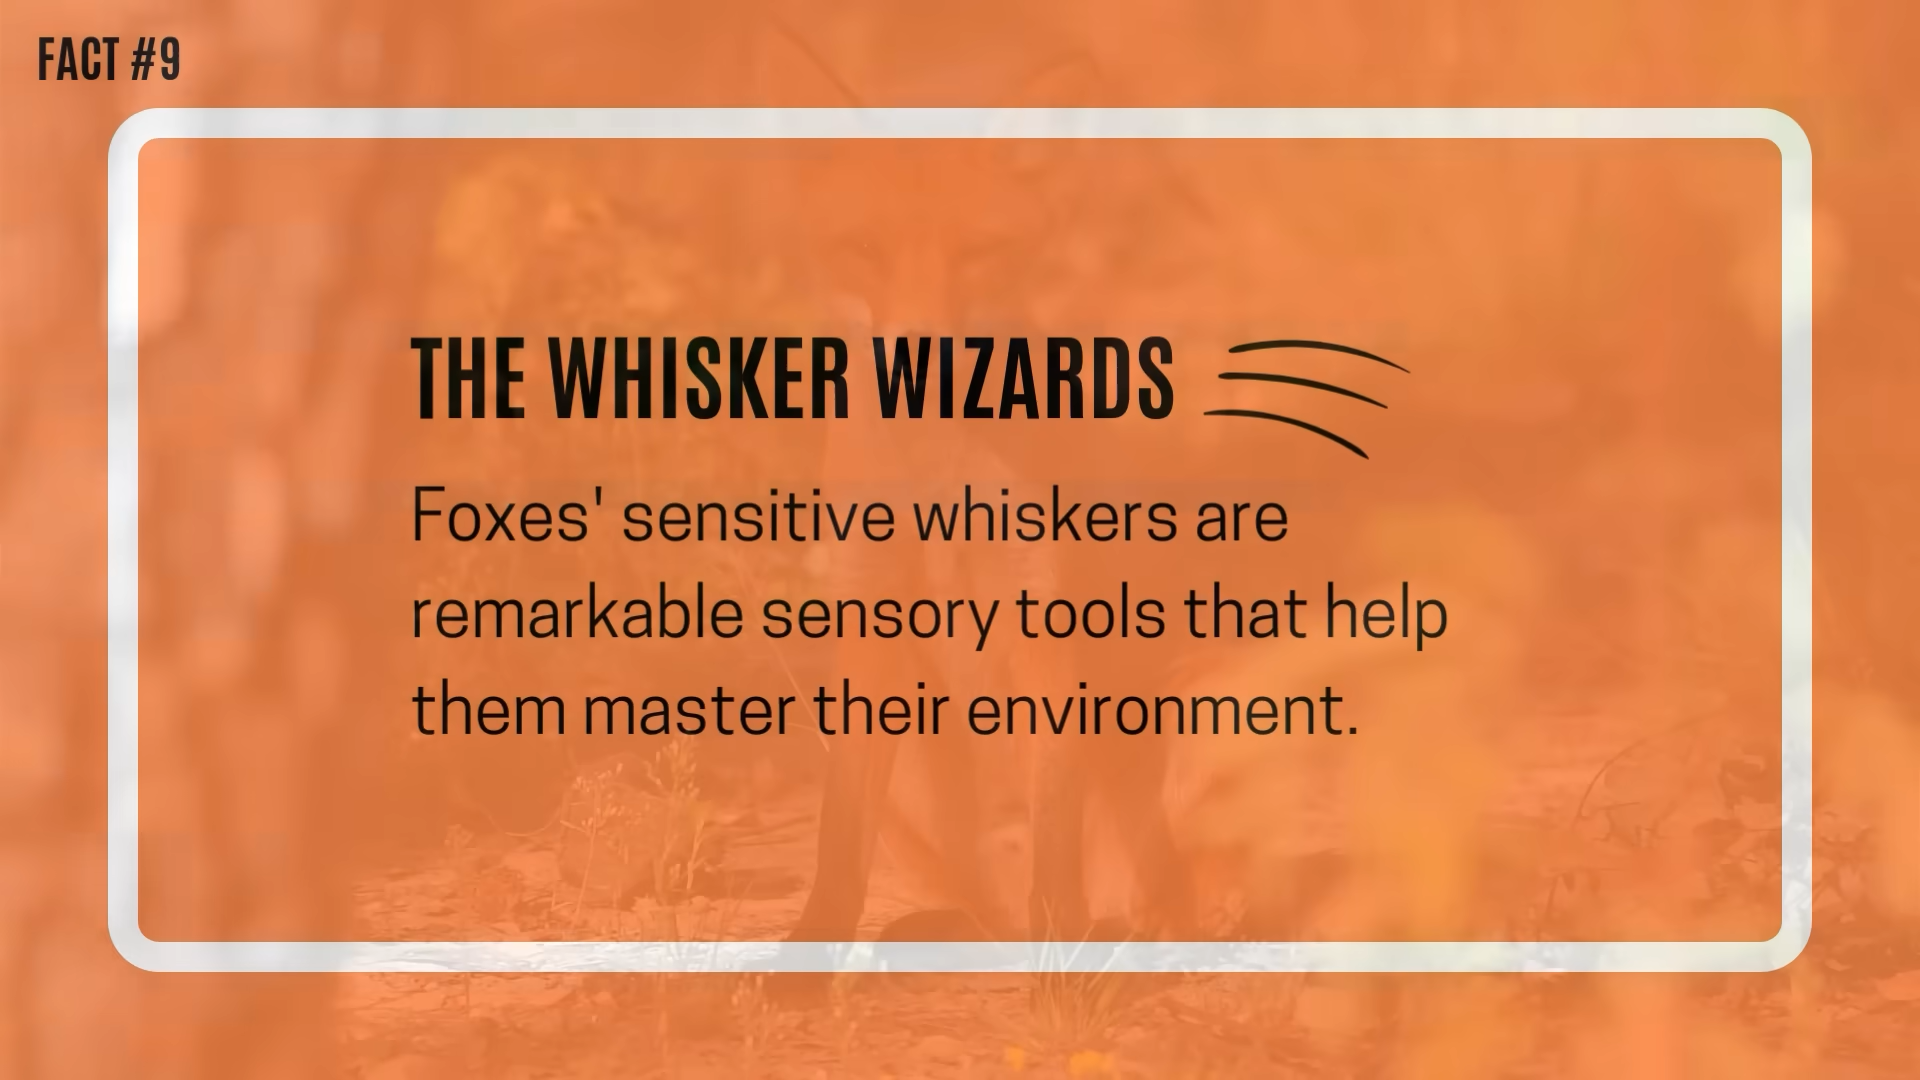 FACT #9
THE WHISKER WIZARDS
Foxes' sensitive whiskers are
remarkable sensory tools that help
them master their environment.